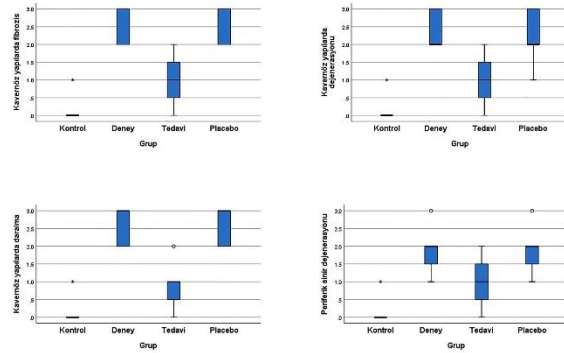 Kavernöz yapılarda fibrozis
3.0
2.5
2.0
1.5
1.0
.5
.0
*
Kontrol Deney Tedavi Placebo
Grup
Kavernöz yapılarda
dejenerasyonu
3.0
2.5
2.0
1.5
1.0
.5
.0
*
Kontrol Deney Tedavi Placebo
Grup
Kavernöz yapılarda daralma
3.0
2.5
2.0
1.5
1.0
.5
.0
*
Kontrol Deney Tedavi Placebo
Grup
Periferik sinir dejenerasyonu
3.0
2.5
2.0
1.5
1.0
.5
.0
*
Kontrol Deney Tedavi Placebo
Grup